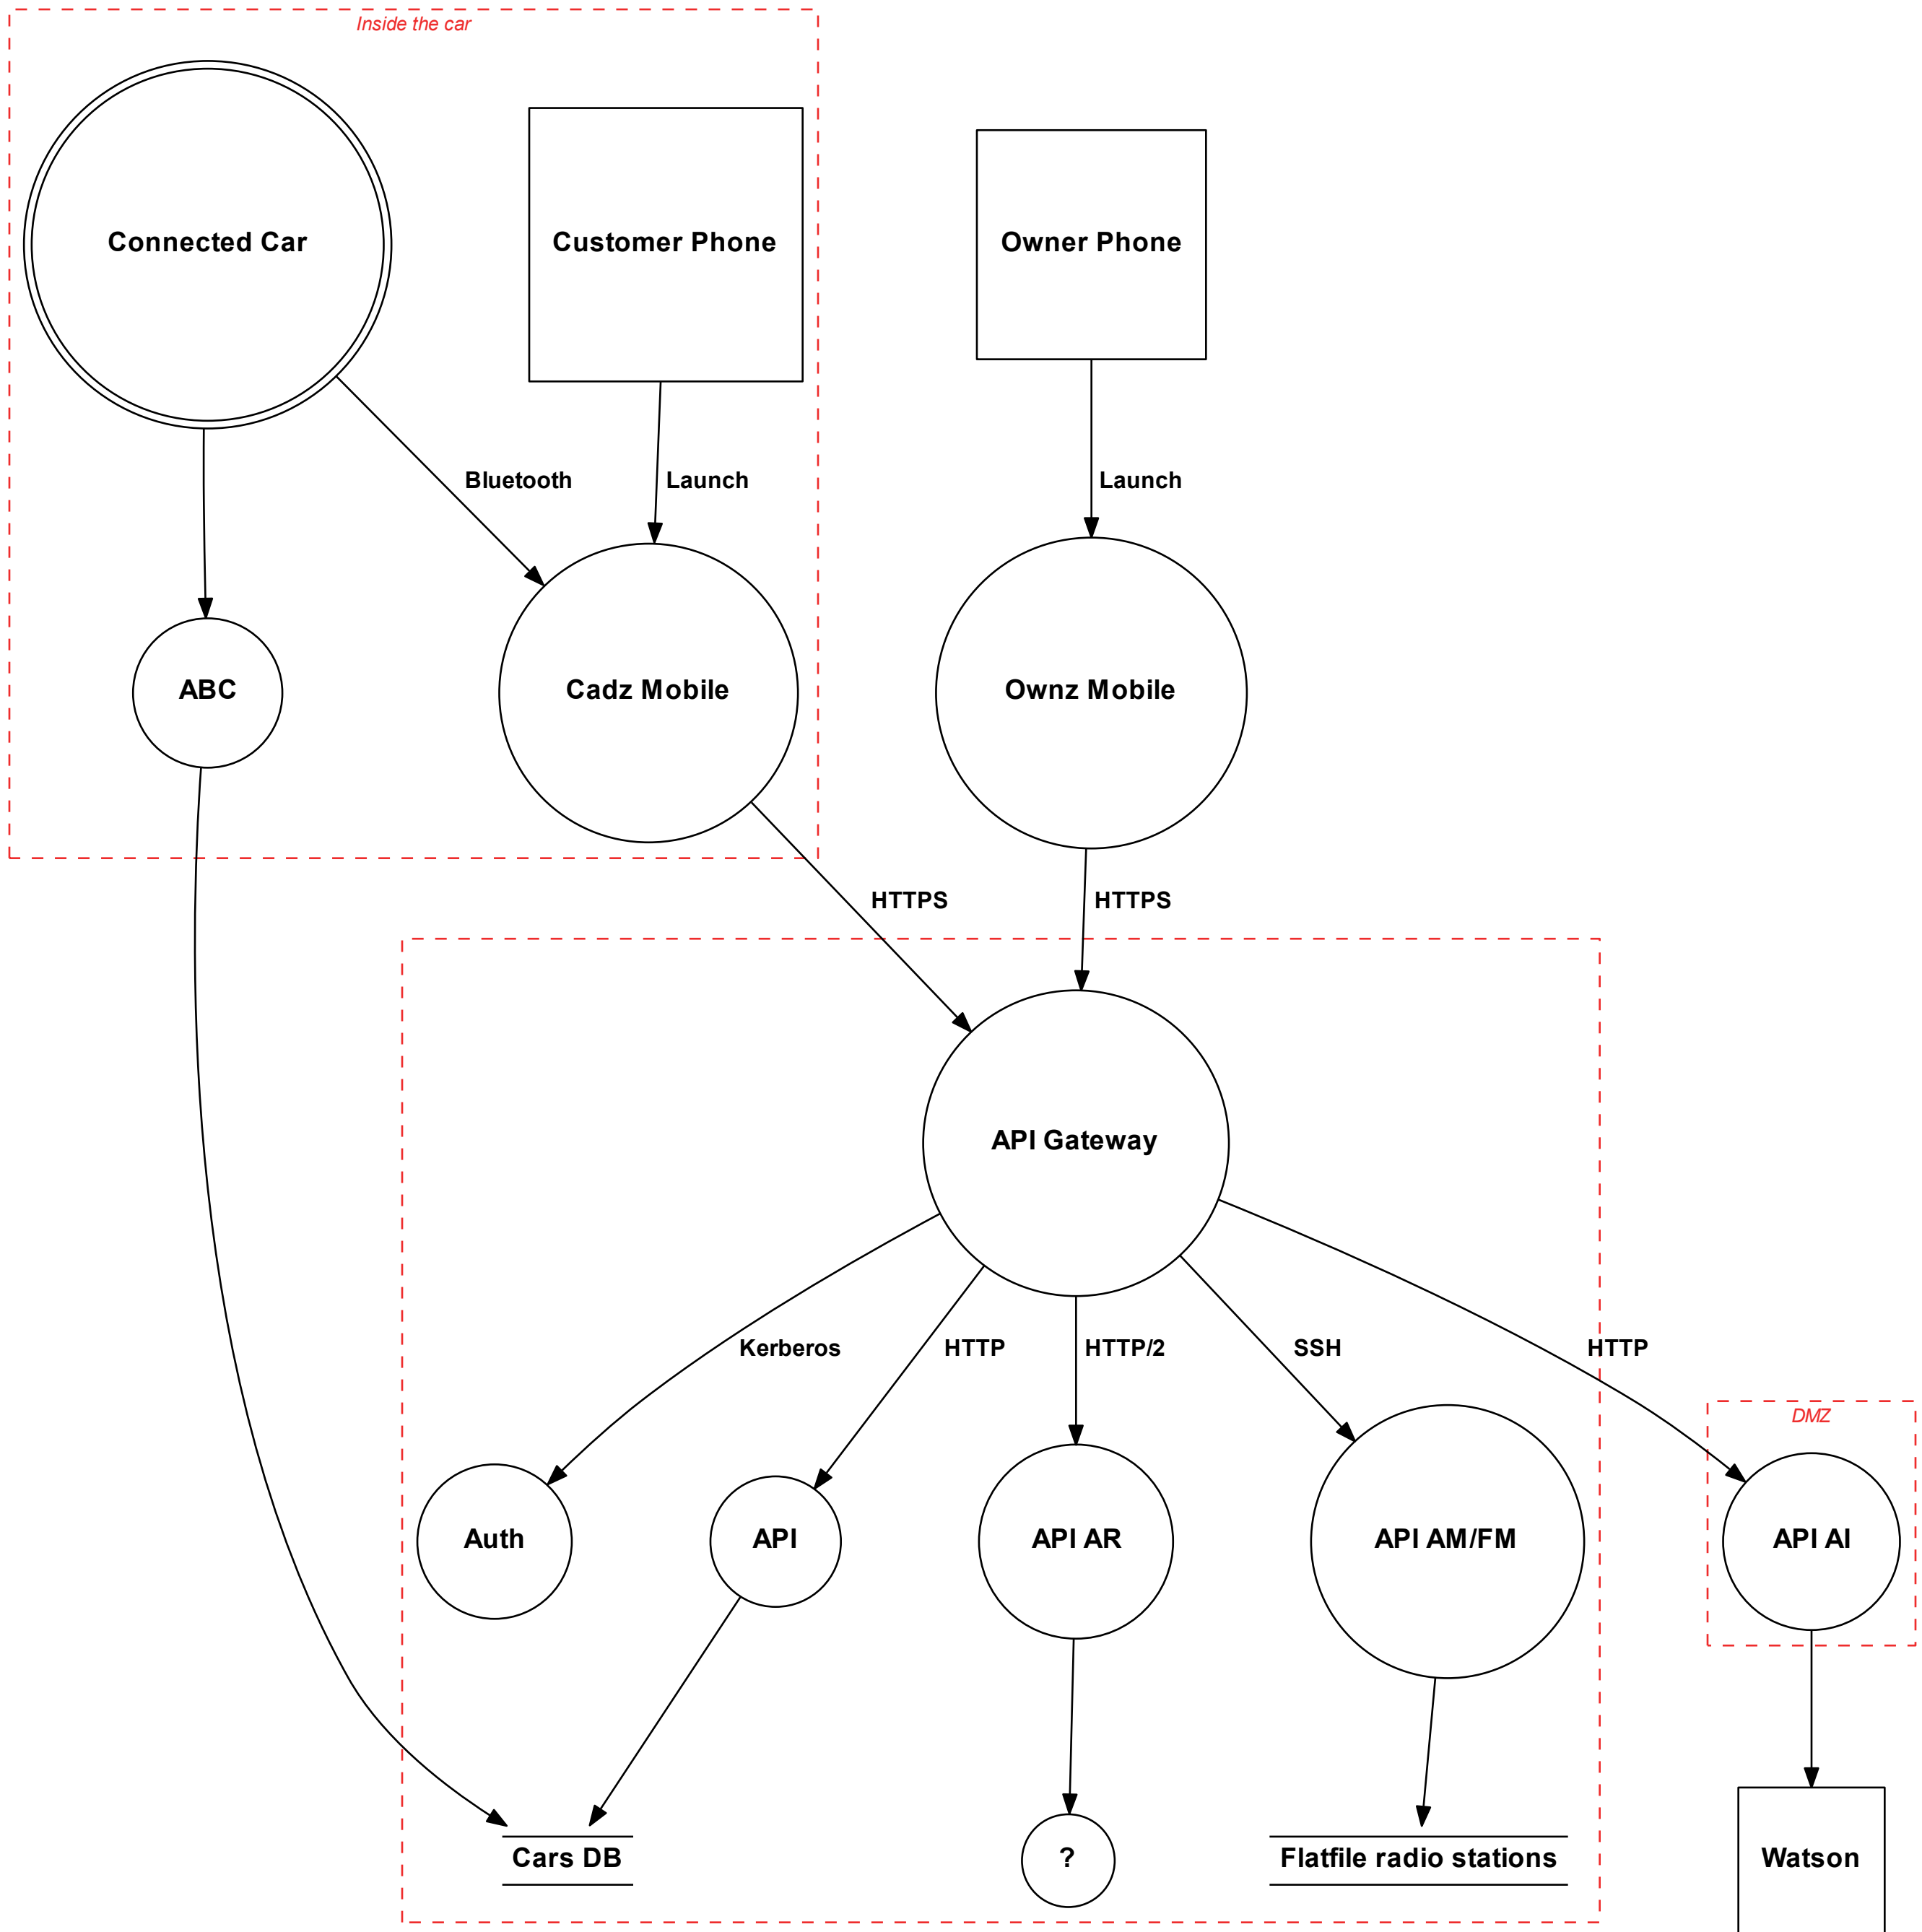 Inside the car
Connected Car
Customer Phone
Owner Phone
Bluetooth
Launch
Launch
ABC
Cadz Mobile
Ownz Mobile
HTTPS
HTTPS
API Gateway
Kerberos
HTTP
HTTP/2
SSH
HTTP
DMZ
Auth
API
API AR
API AM/FM
API AI
Cars DB
?
Flatfile radio stations
Watson